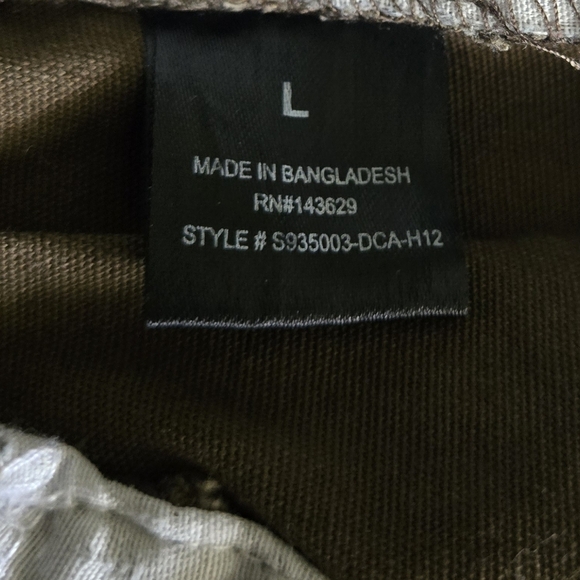 L
MADE IN BANGLADESH
RN#143629
STYLE # S935003-DCA-H12